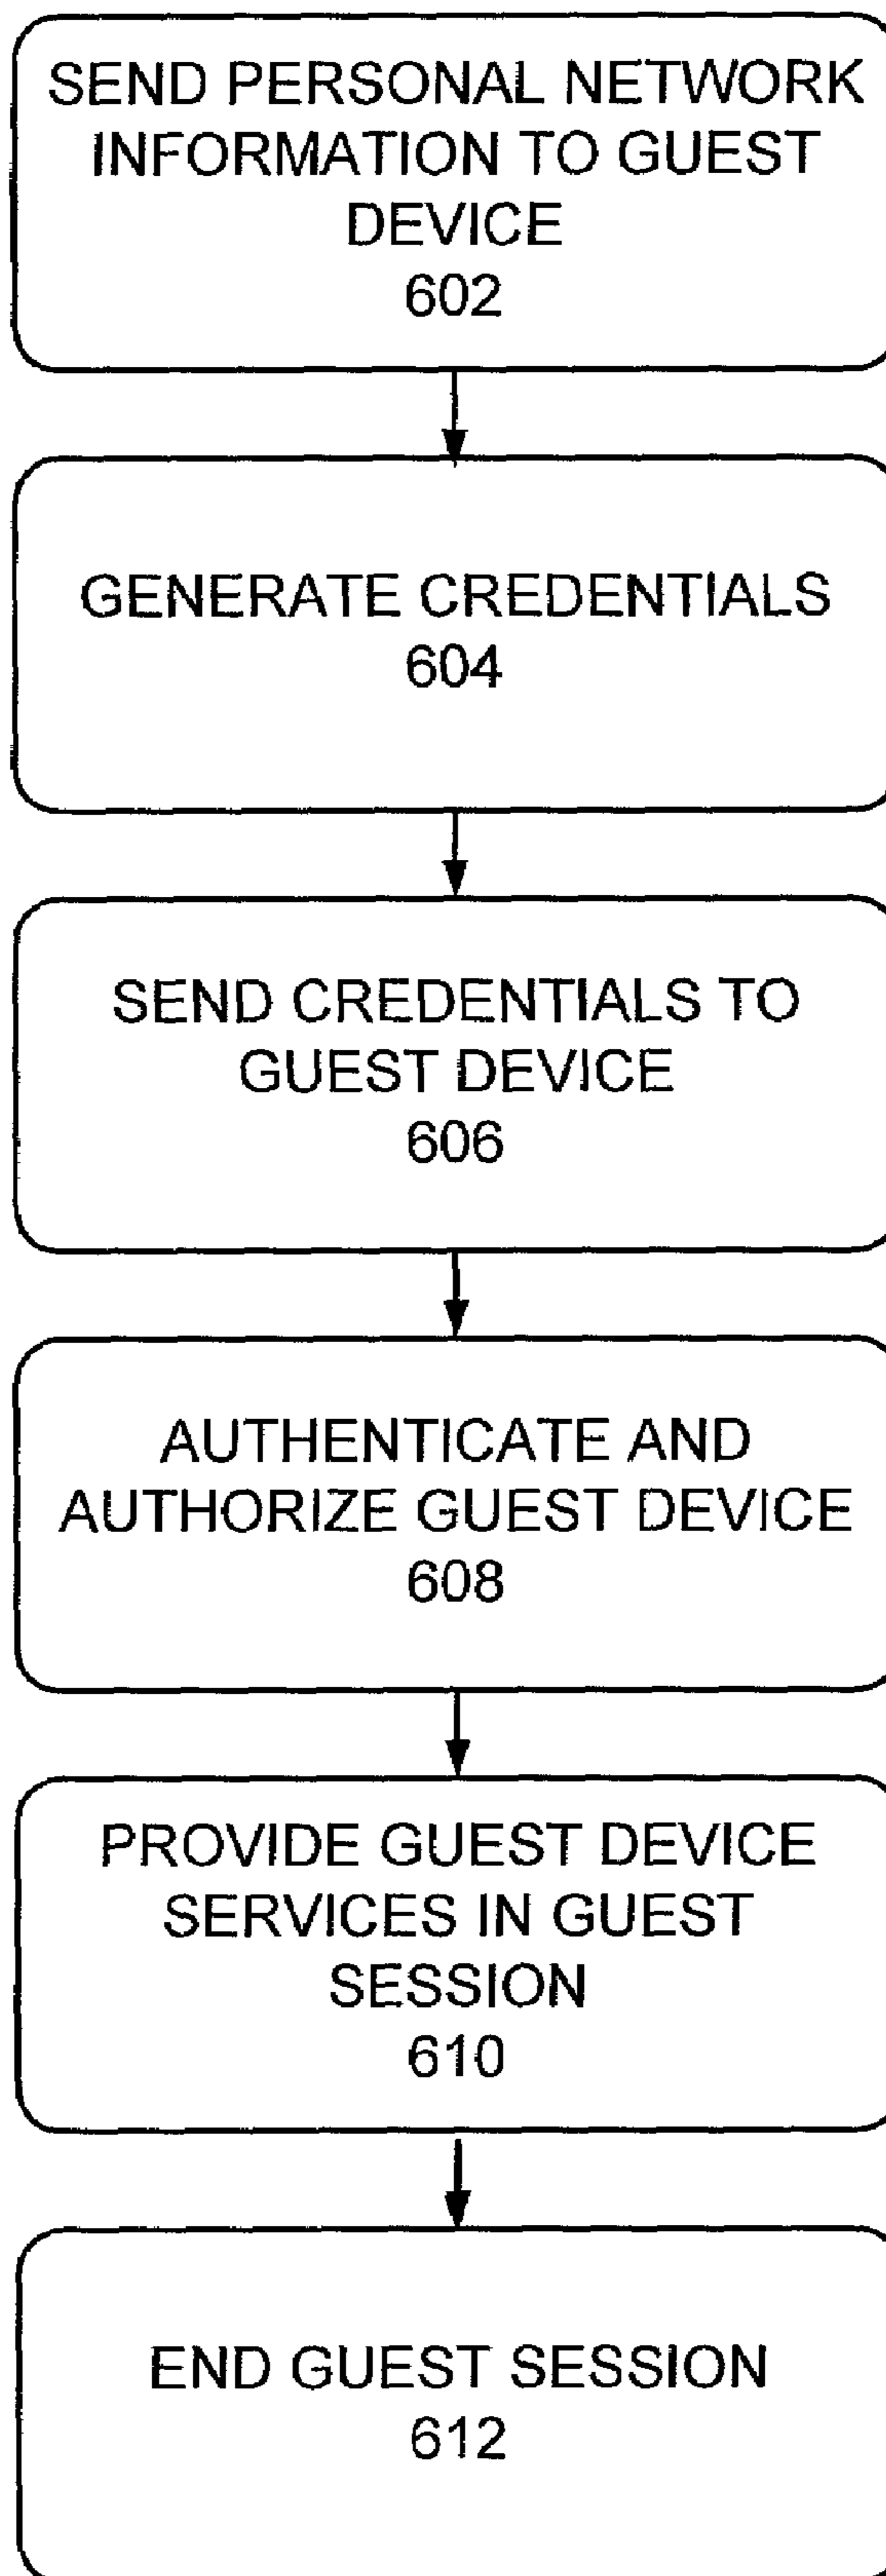 SEND PERSONAL NETWORK
INFORMATION TO GUEST
DEVICE
602
GENERATE CREDENTIALS
604
SEND CREDENTIALS TO
GUEST DEVICE
606
AUTHENTICATE AND
AUTHORIZE GUEST DEVICE
608
PROVIDE GUEST DEVICE
SERVICES IN GUEST
SESSION
610
END GUEST SESSION
612